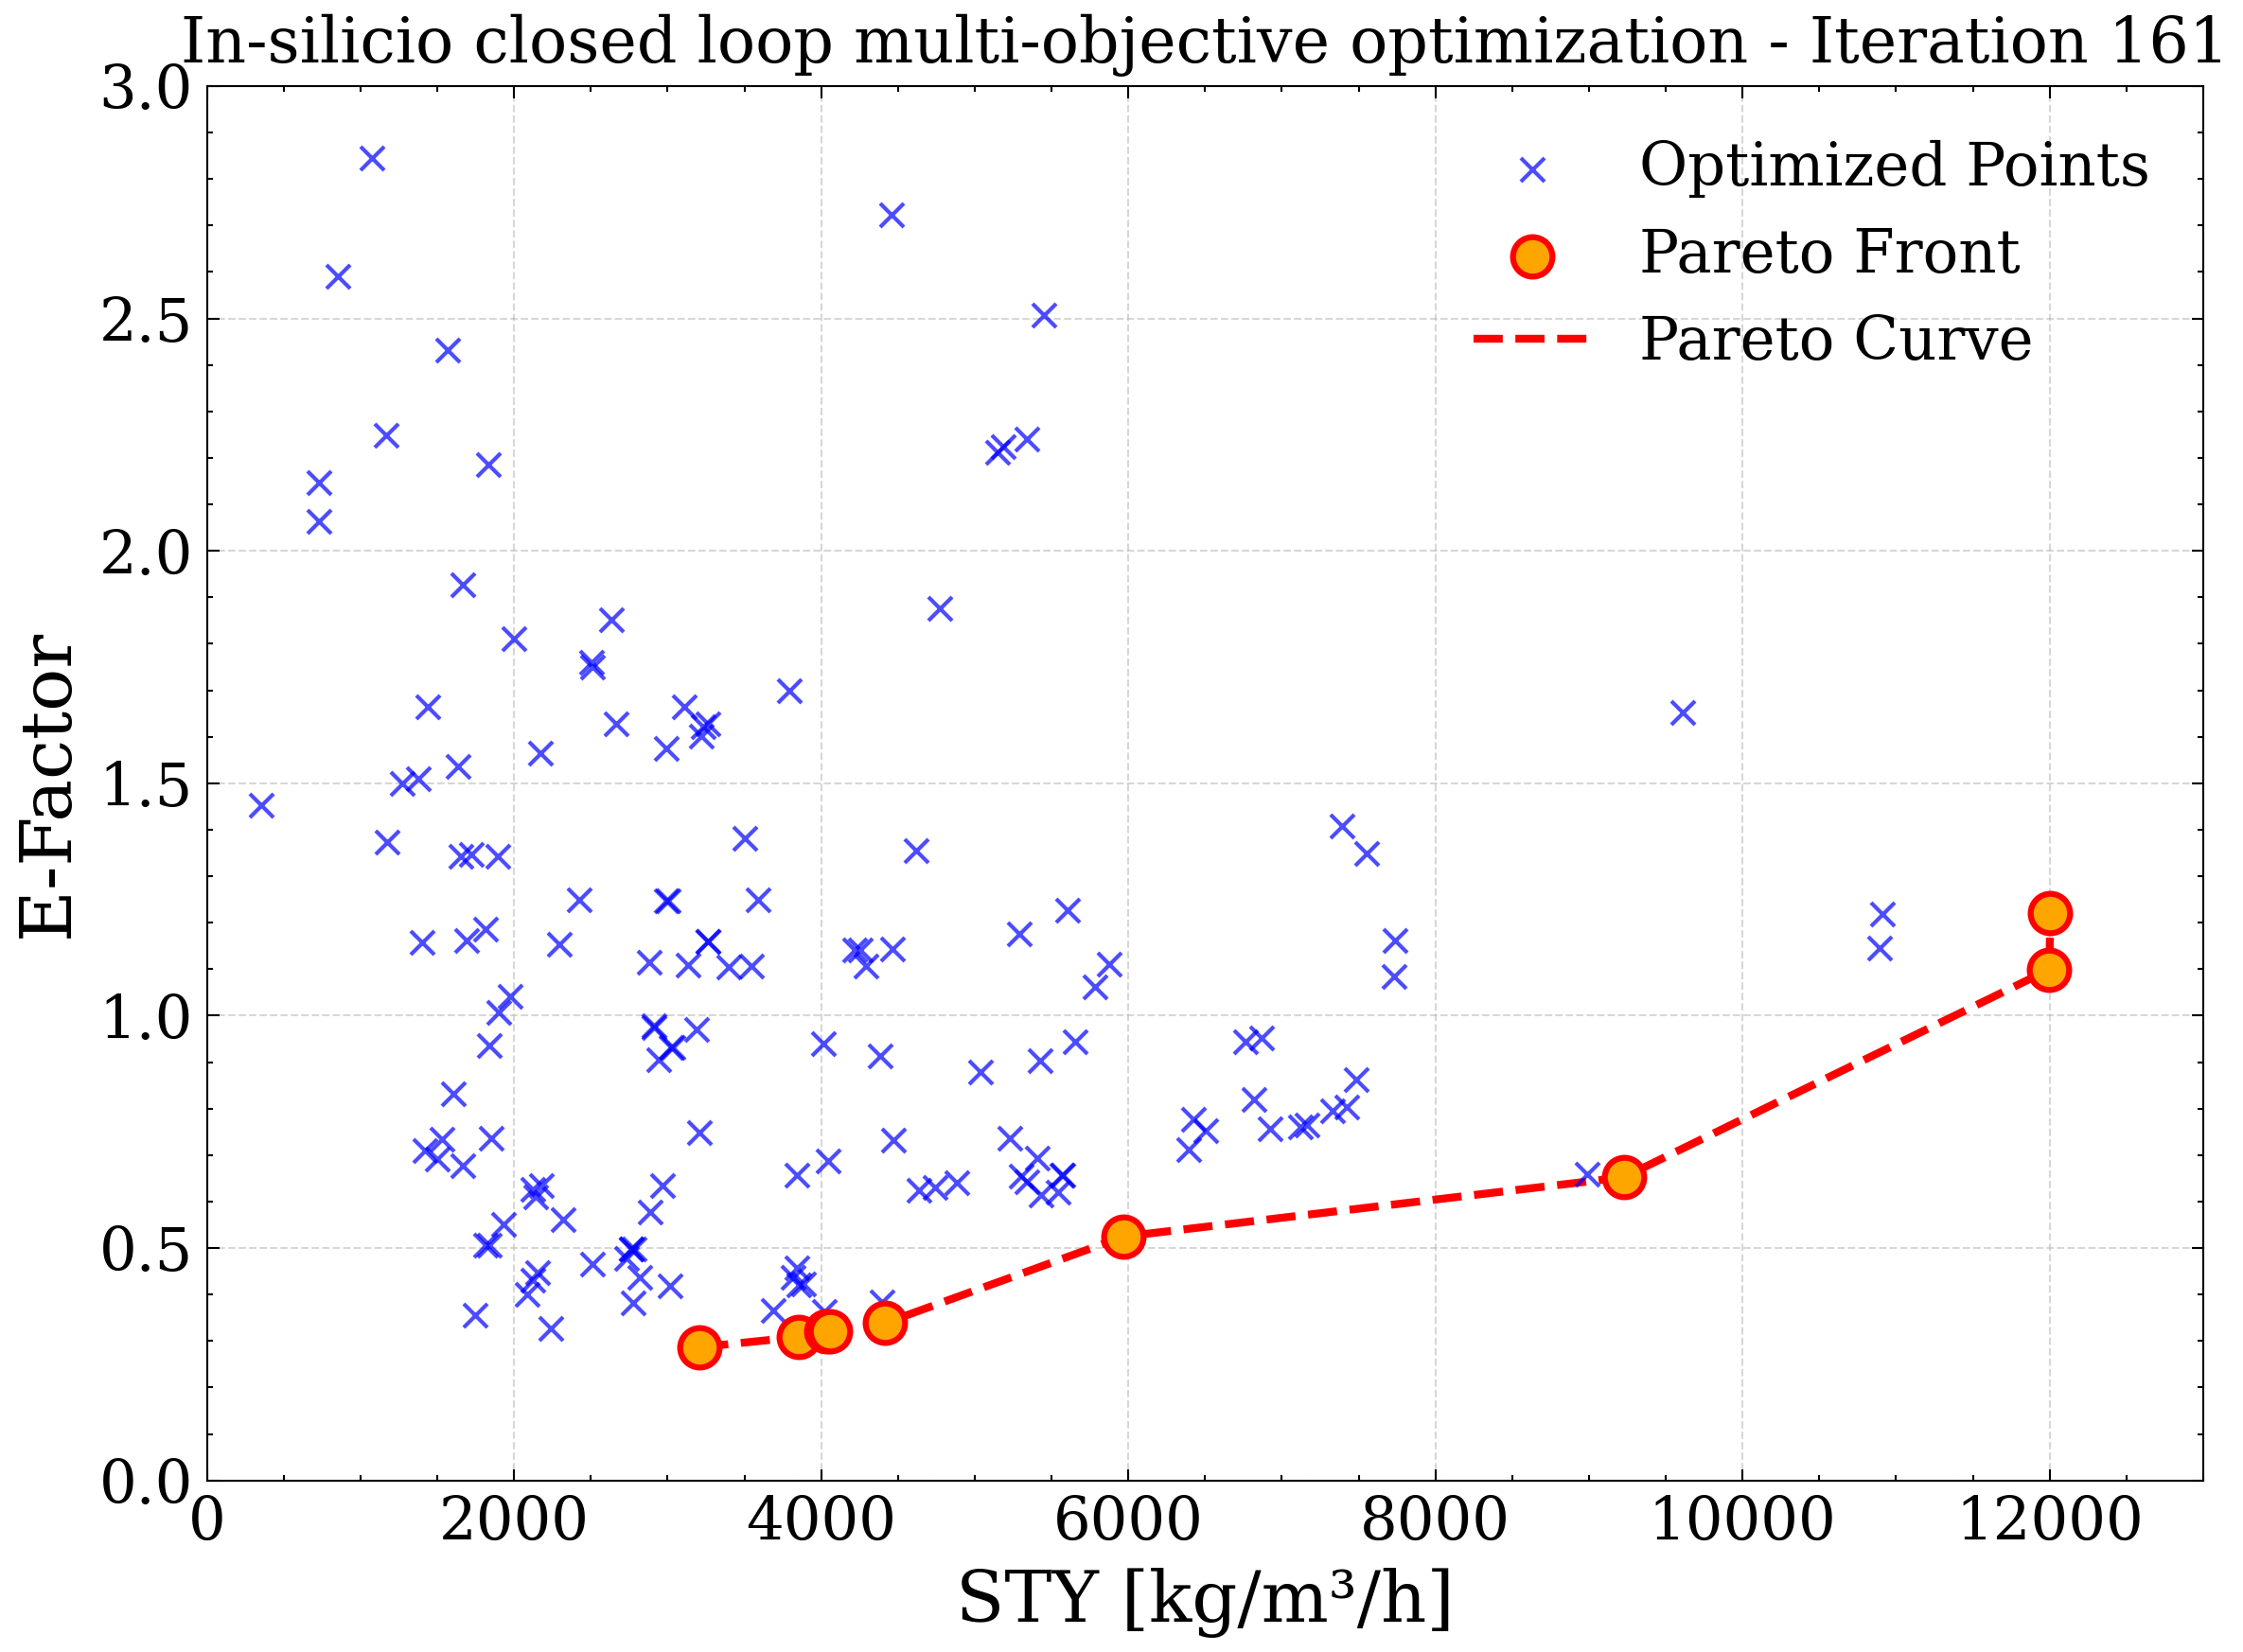 In-silicio closed loop multi-objective optimization - Iteration 161
3.0
2.5
2.0
1.5
1.0
0.5
0.0
E-Factor
Optimized Points
Pareto Front
Pareto Curve
0 2000 4000 6000 8000 10000 12000
STY [kg/m³/h]